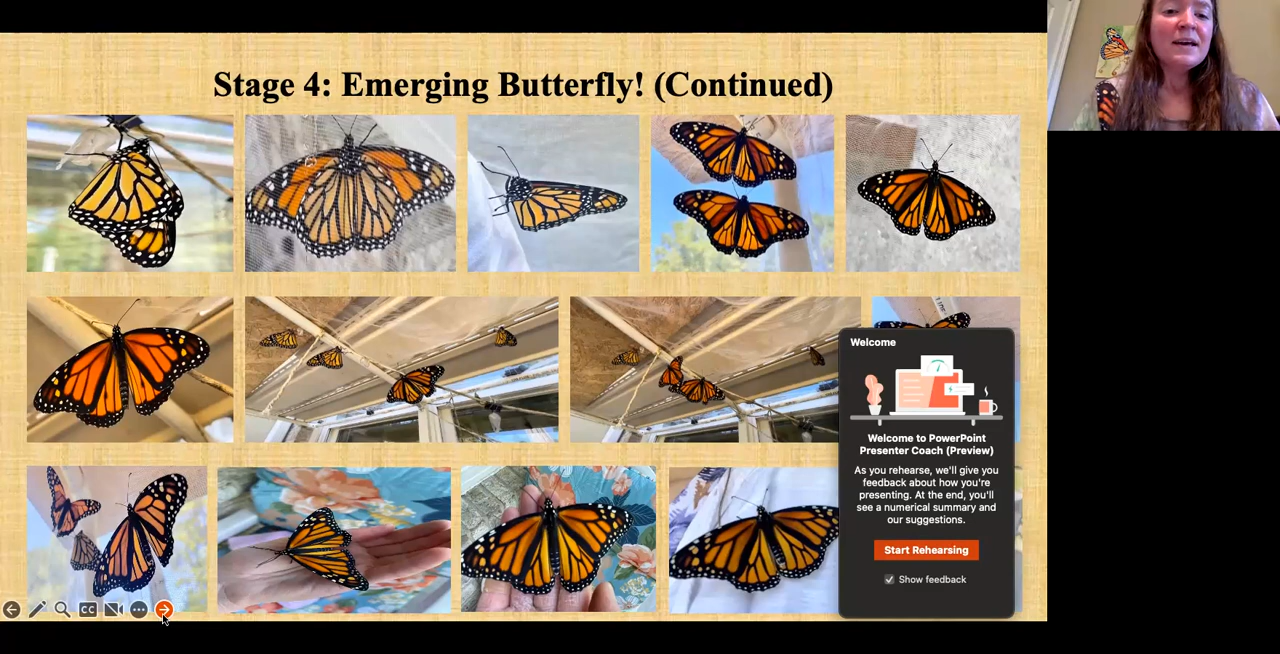 Stage 4: Emerging Butterfly! (Continued)
Welcome
Welcome to PowerPoint
Presenter Coach (Preview)
As you rehearse, we'll give you
feedback about how you're
presenting. At the end, you'll
see a numerical summary and
our suggestions.
Start Rehearsing
Show feedback
CC